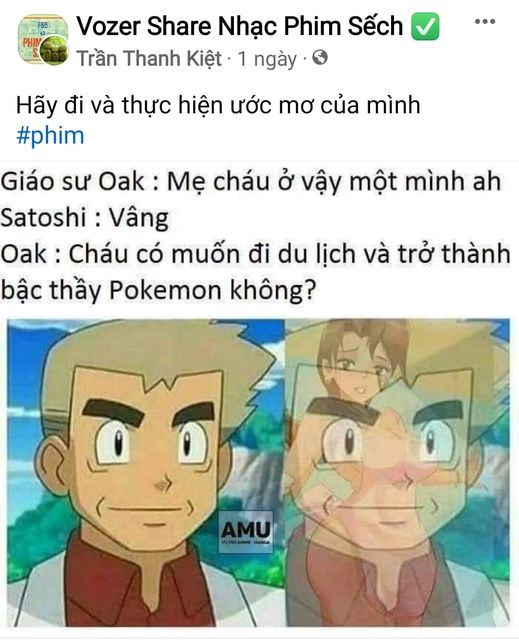 F65
PHIM
S
Vozer Share Nhạc Phim Sếch ✅
Trần Thanh Kiệt · 1 ngày ·
Hãy đi và thực hiện ước mơ của mình
#phim
Giáo sư Oak : Mẹ cháu ở vậy một mình ah
Satoshi : Vâng
Oak : Cháu có muốn đi du lịch và trở thành
bậc thầy Pokemon không?
AMU